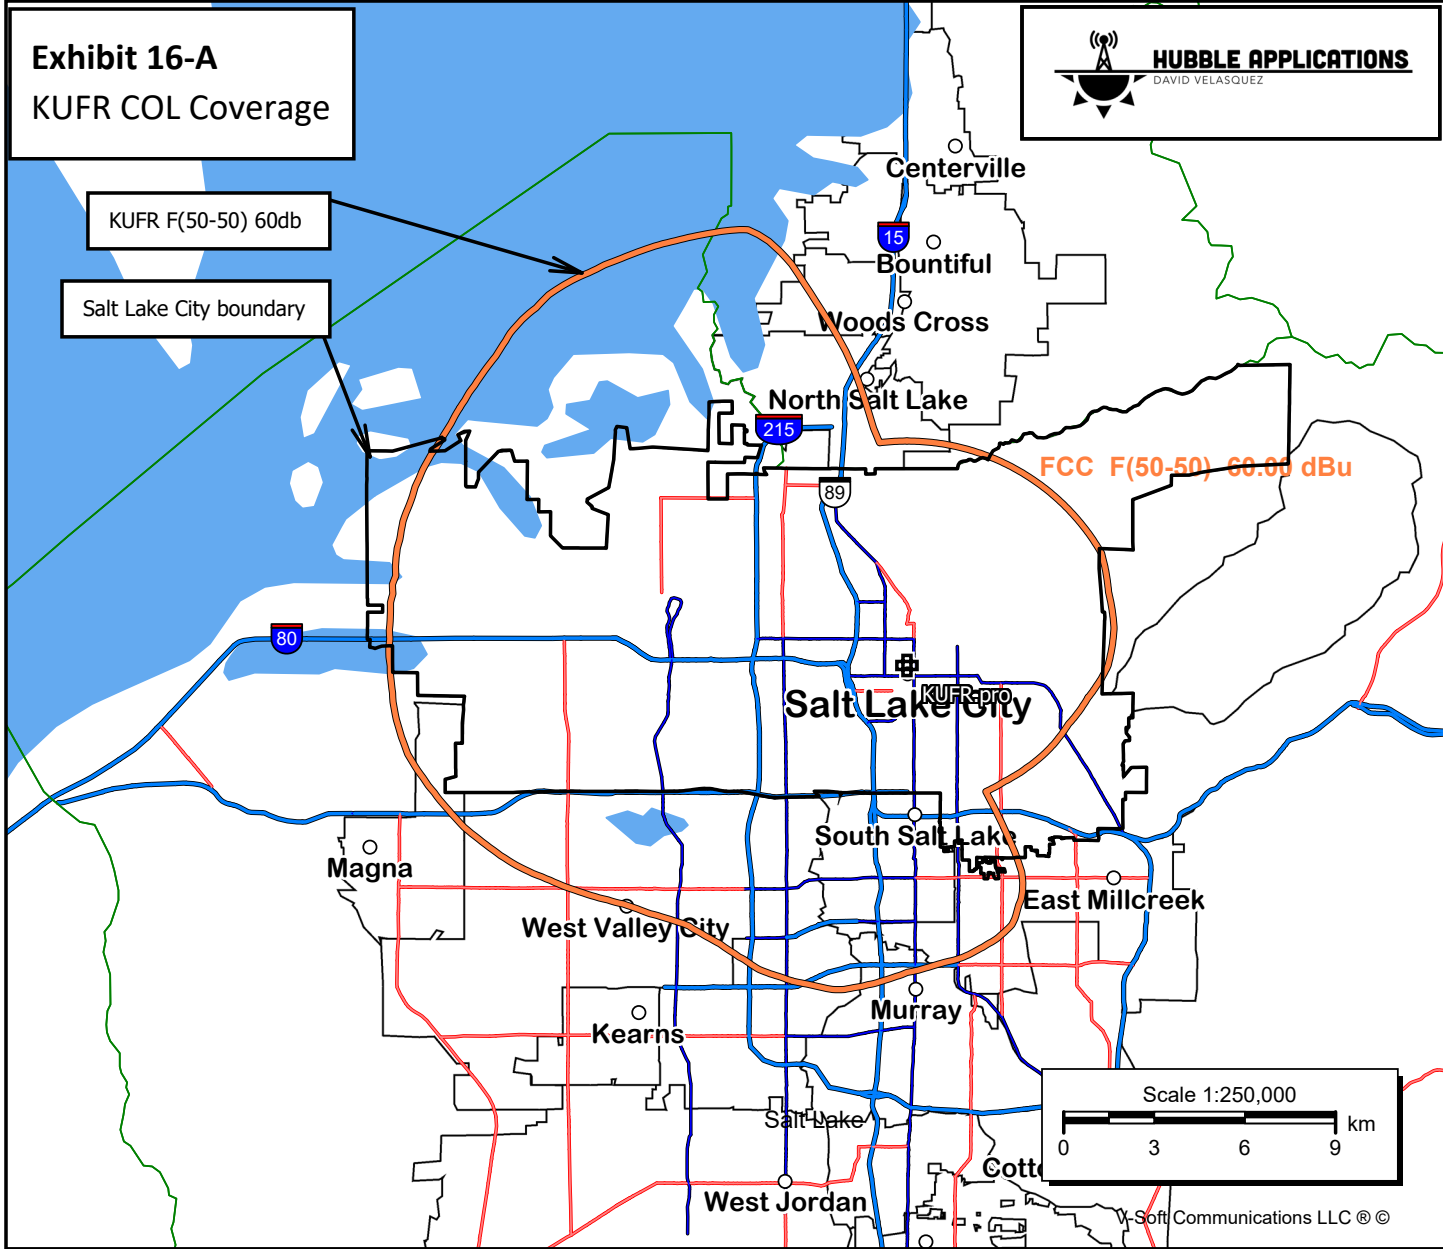 Exhibit 16-A
KUFR COL Coverage
HUBBLE APPLICATIONS
DAVID VELASQUEZ
Centerville
KUFR F(50-50) 60db
15
Bountiful
Salt Lake City boundary
Woods Cross
North Salt Lake
215
FCC F(50-50) 60.00 dBu
89
80
KUFR-pro
Salt Lake City
South Salt Lake
Magna
East Millcreek
West Valley City
Murray
Kearns
Scale 1:250,000
km
0 3 6 9
Salt Lake
Cotto
West Jordan
V-Soft Communications LLC ® ©